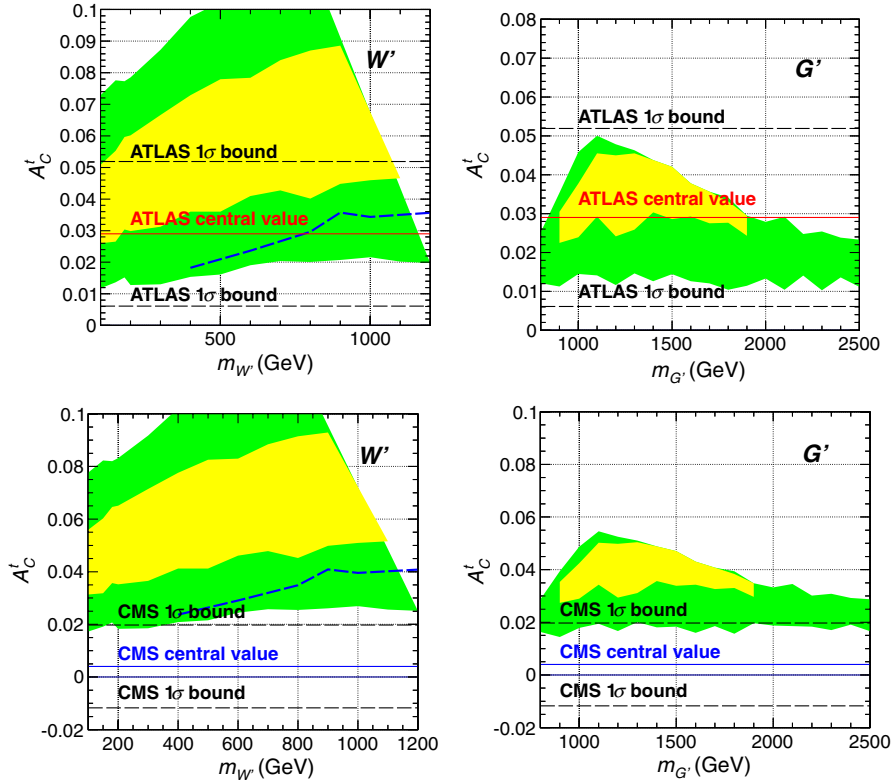 0.1
0.09
0.08
0.07
0.06
0.05
0.04
0.03
0.02
0.01
0
A_C^t
W'
ATLAS 1σ bound
ATLAS central value
ATLAS 1σ bound
500 1000
m_W' (GeV)
0.08
0.07
0.06
0.05
0.04
0.03
0.02
0.01
0
A_C^t
G'
ATLAS 1σ bound
ATLAS central value
ATLAS 1σ bound
1000 1500 2000 2500
m_G' (GeV)
0.1
0.08
0.06
0.04
0.02
0
-0.02
A_C^t
W'
CMS 1σ bound
CMS central value
CMS 1σ bound
200 400 600 800 1000 1200
m_W' (GeV)
0.1
0.08
0.06
0.04
0.02
0
-0.02
A_C^t
G'
CMS 1σ bound
CMS central value
CMS 1σ bound
1000 1500 2000 2500
m_G' (GeV)